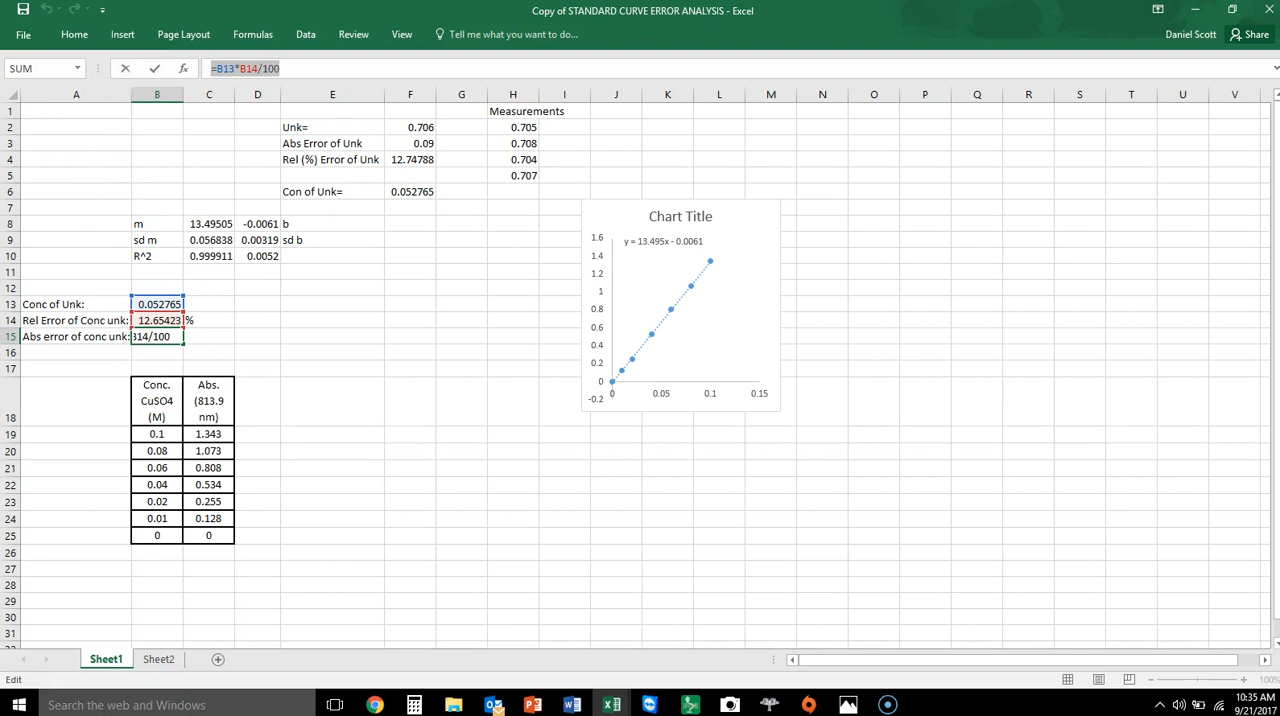 Copy of STANDARD CURVE ERROR ANALYSIS - Excel
File Home Insert Page Layout Formulas Data Review View Tell me what you want to do... Daniel Scott Share
SUM fx =B13*B14/100
A B C D E F G H I J K L M N O P Q R S T U V
1 Measurements
2 Unk= 0.706 0.705
3 Abs Error of Unk 0.09 0.708
4 Rel (%) Error of Unk 12.74788 0.704
5 0.707
6 Con of Unk= 0.052765
7
8 m 13.49505 -0.0061 b
9 sd m 0.056838 0.00319 sd b
10 R^2 0.999911 0.0052
11
12
13 Conc of Unk: 0.052765
14 Rel Error of Conc unk: 12.65423 %
15 Abs error of conc unk: B14/100
16
17
18 Conc. CuSO4 (M) Abs. (813.9 nm)
19 0.1 1.343
20 0.08 1.073
21 0.06 0.808
22 0.04 0.534
23 0.02 0.255
24 0.01 0.128
25 0 0
26
27
28
29
30
31
Chart Title
y = 13.495x - 0.0061
1.6
1.4
1.2
1
0.8
0.6
0.4
0.2
0
-0.2
0 0.05 0.1 0.15
Sheet1 Sheet2
Edit 100%
Search the web and Windows
10:35 AM
9/21/2017